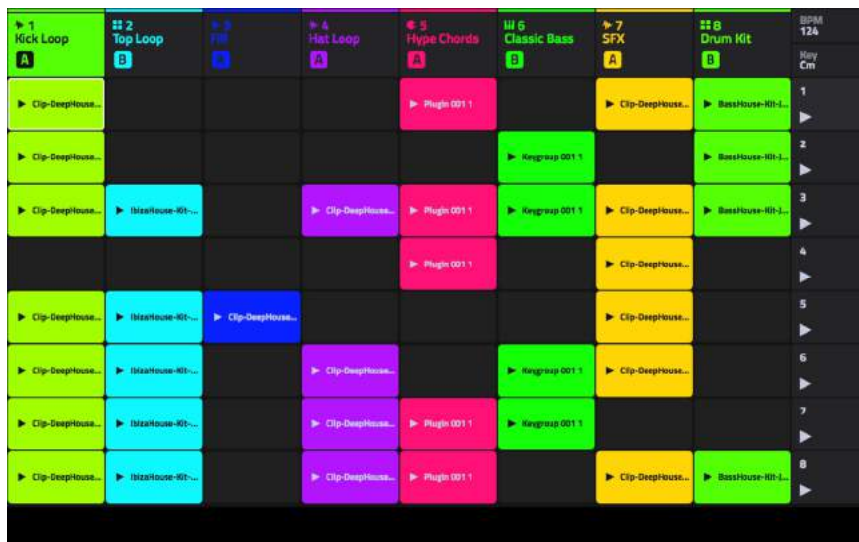 1 2 3 4 5 6 7 8 BPM
Kick Loop Top Loop Fill Hat Loop Hype Chords Classic Bass SFX Drum Kit 124
A B A A A B A B Key
Cm
Clip-DeepHouse... Plugin 001 1 Clip-DeepHouse... BassHouse-Kit-J... 1
Clip-DeepHouse... Keygroup 001 1 BassHouse-Kit-J... 2
Clip-DeepHouse... IbizaHouse-Kit-... Clip-DeepHouse... Plugin 001 1 Keygroup 001 1 Clip-DeepHouse... BassHouse-Kit-J... 3
Plugin 001 1 Clip-DeepHouse... 4
Clip-DeepHouse... IbizaHouse-Kit-... Clip-DeepHouse... Clip-DeepHouse... 5
Clip-DeepHouse... IbizaHouse-Kit-... Clip-DeepHouse... Keygroup 001 1 Clip-DeepHouse... 6
Clip-DeepHouse... IbizaHouse-Kit-... Clip-DeepHouse... Plugin 001 1 Keygroup 001 1 7
Clip-DeepHouse... IbizaHouse-Kit-... Clip-DeepHouse... Plugin 001 1 Clip-DeepHouse... BassHouse-Kit-J... 8